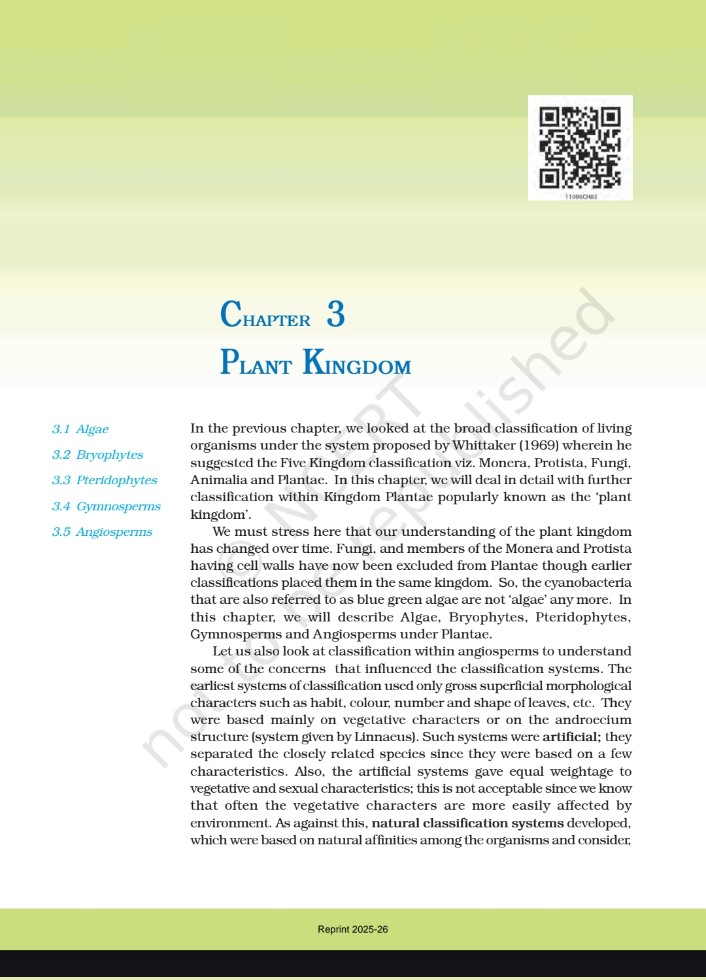 11080CH03
CHAPTER 3
PLANT KINGDOM
3.1 Algae
3.2 Bryophytes
3.3 Pteridophytes
3.4 Gymnosperms
3.5 Angiosperms
In the previous chapter, we looked at the broad classification of living
organisms under the system proposed by Whittaker (1969) wherein he
suggested the Five Kingdom classification viz. Monera, Protista, Fungi,
Animalia and Plantae. In this chapter, we will deal in detail with further
classification within Kingdom Plantae popularly known as the ‘plant
kingdom’.
We must stress here that our understanding of the plant kingdom
has changed over time. Fungi, and members of the Monera and Protista
having cell walls have now been excluded from Plantae though earlier
classifications placed them in the same kingdom. So, the cyanobacteria
that are also referred to as blue green algae are not ‘algae’ any more. In
this chapter, we will describe Algae, Bryophytes, Pteridophytes,
Gymnosperms and Angiosperms under Plantae.
Let us also look at classification within angiosperms to understand
some of the concerns that influenced the classification systems. The
earliest systems of classification used only gross superficial morphological
characters such as habit, colour, number and shape of leaves, etc. They
were based mainly on vegetative characters or on the androecium
structure (system given by Linnaeus). Such systems were artificial; they
separated the closely related species since they were based on a few
characteristics. Also, the artificial systems gave equal weightage to
vegetative and sexual characteristics; this is not acceptable since we know
that often the vegetative characters are more easily affected by
environment. As against this, natural classification systems developed,
which were based on natural affinities among the organisms and consider,
© NCERT
not to be republished
Reprint 2025-26